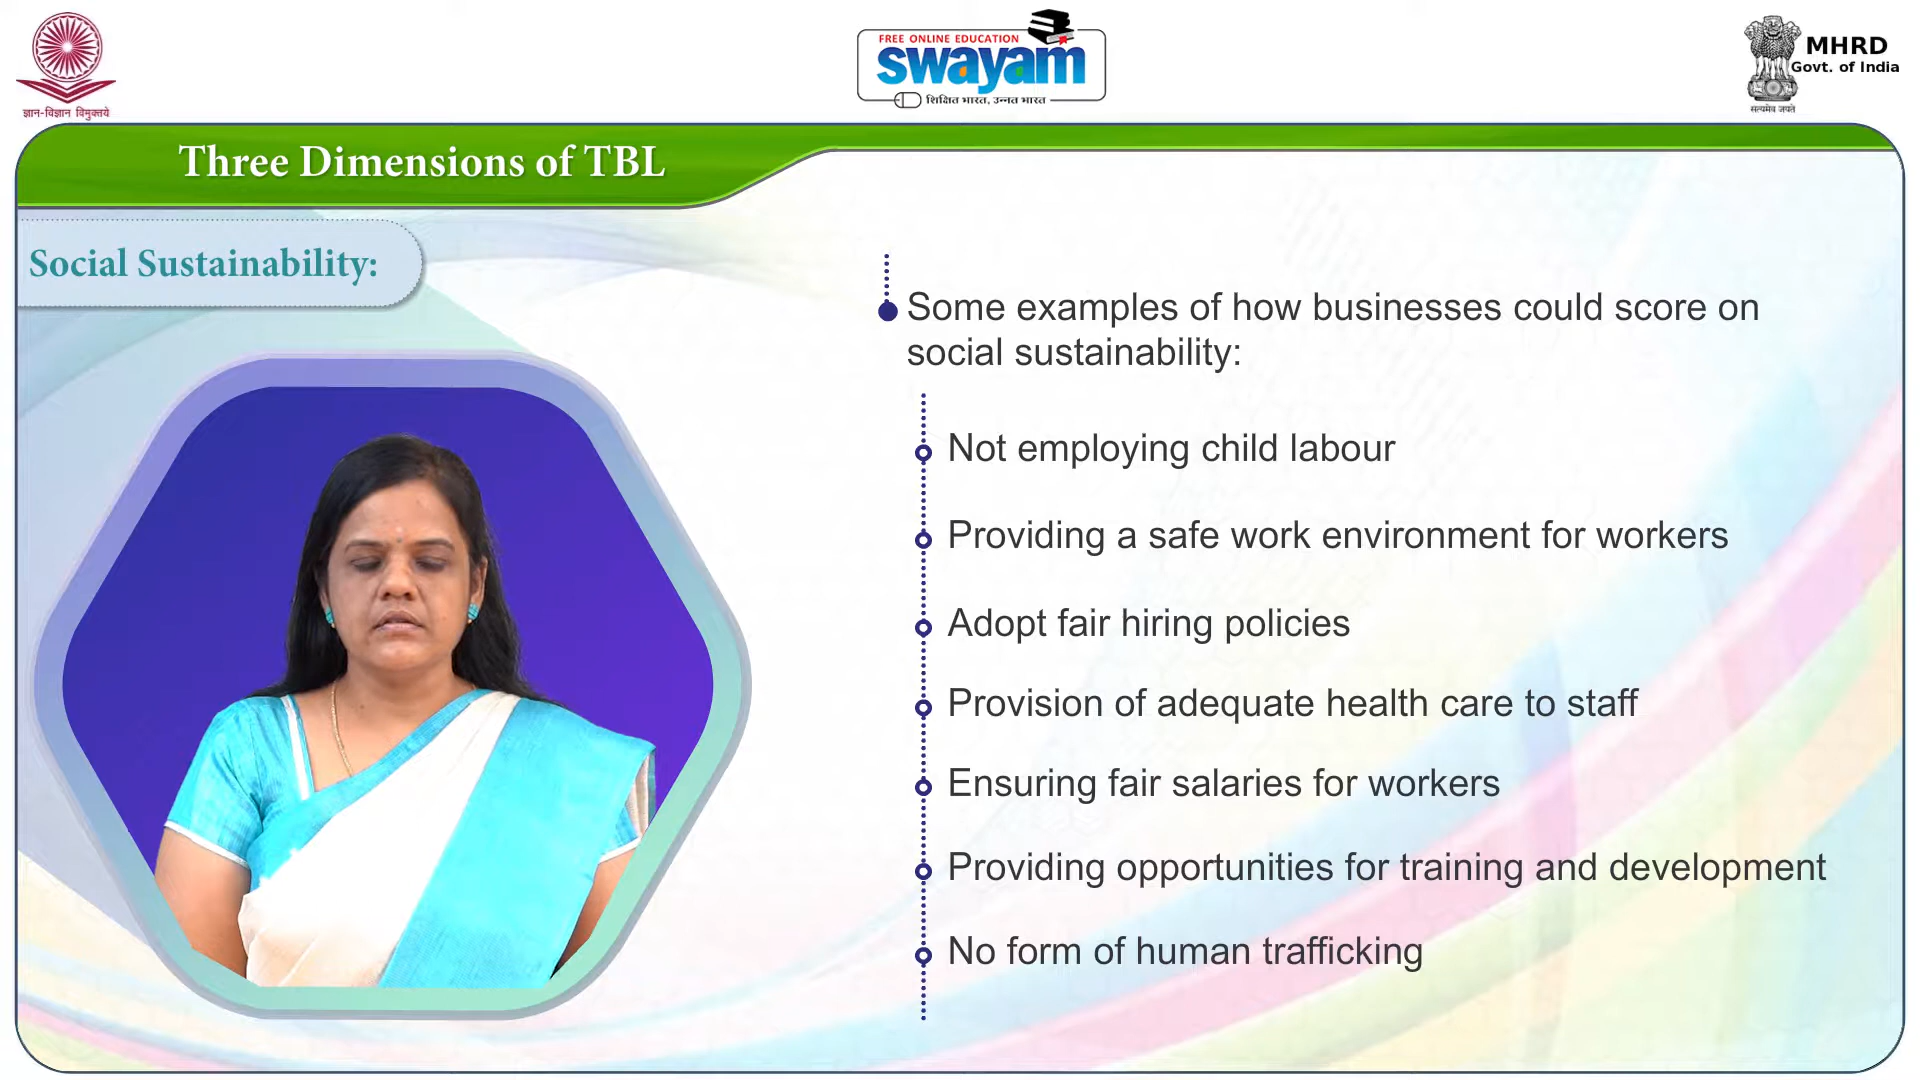 ज्ञान-विज्ञान विमुक्तये
FREE ONLINE EDUCATION
swayam
शिक्षित भारत, उन्नत भारत
MHRD
Govt. of India
सत्यमेव जयते
Three Dimensions of TBL
Social Sustainability:
Some examples of how businesses could score on
social sustainability:
Not employing child labour
Providing a safe work environment for workers
Adopt fair hiring policies
Provision of adequate health care to staff
Ensuring fair salaries for workers
Providing opportunities for training and development
No form of human trafficking